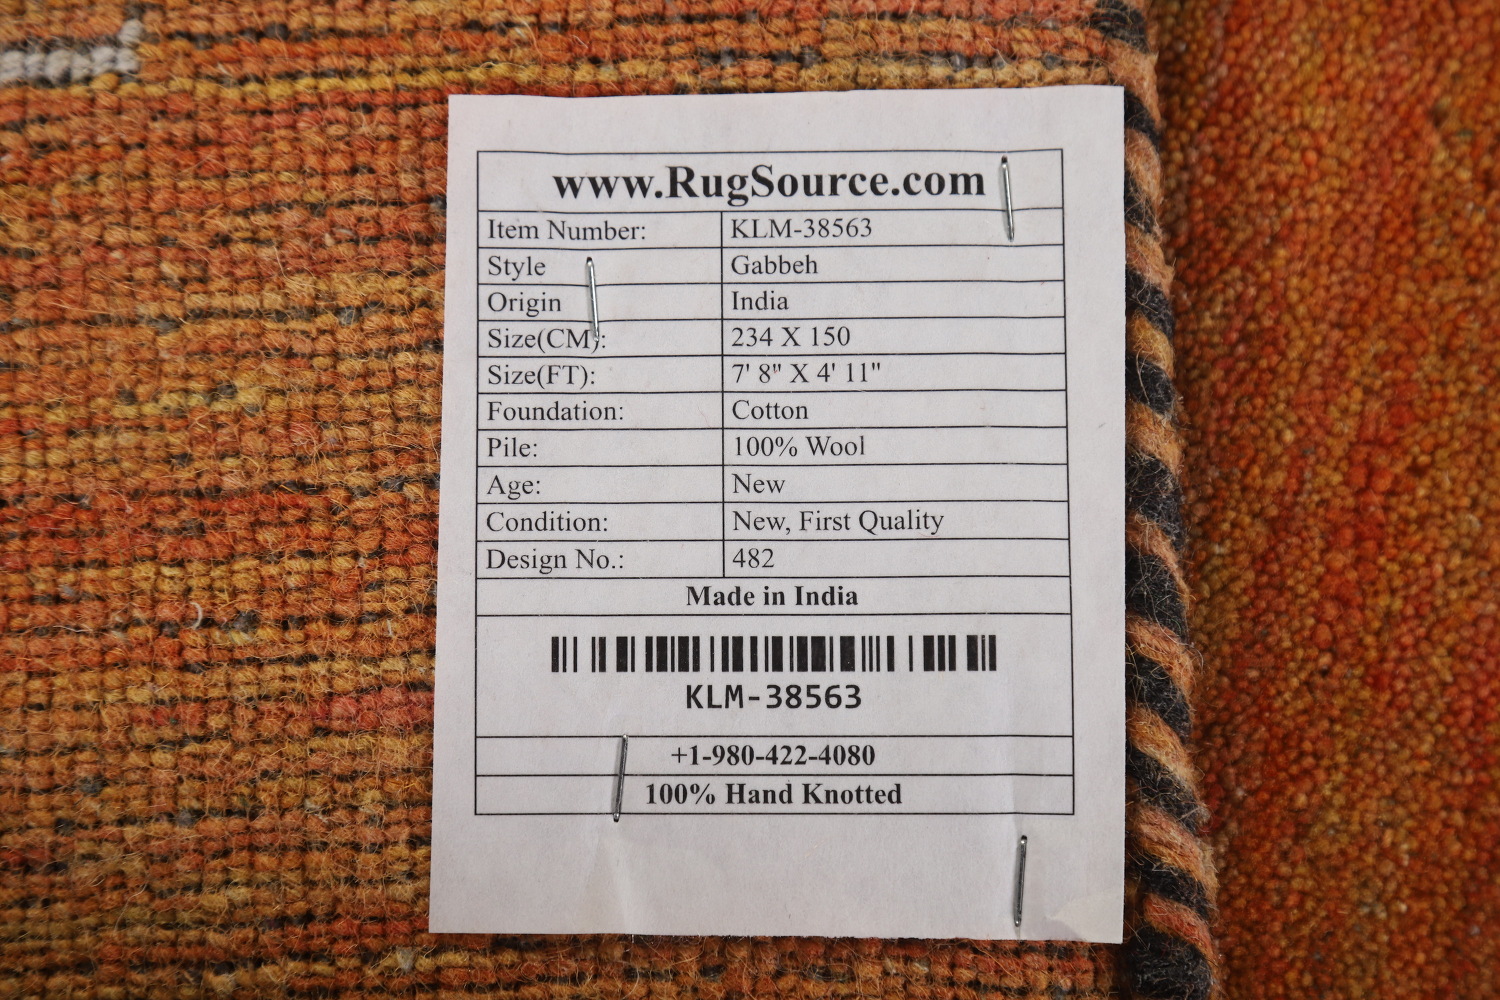 www.RugSource.com
Item Number: KLM-38563
Style Gabbeh
Origin India
Size(CM): 234 X 150
Size(FT): 7' 8" X 4' 11"
Foundation: Cotton
Pile: 100% Wool
Age: New
Condition: New, First Quality
Design No.: 482
Made in India
KLM-38563
+1-980-422-4080
100% Hand Knotted